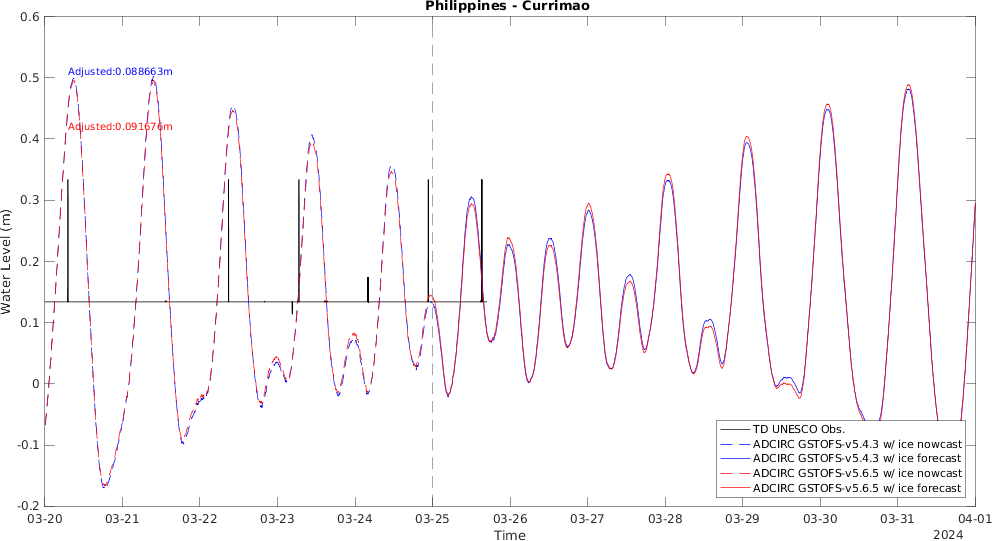 Philippines - Currimao
0.6
0.5
0.4
0.3
0.2
0.1
0
-0.1
-0.2
Water Level (m)
Adjusted:0.088663m
Adjusted:0.091676m
TD UNESCO Obs.
ADCIRC GSTOFS-v5.4.3 w/ ice nowcast
ADCIRC GSTOFS-v5.4.3 w/ ice forecast
ADCIRC GSTOFS-v5.6.5 w/ ice nowcast
ADCIRC GSTOFS-v5.6.5 w/ ice forecast
03-20 03-21 03-22 03-23 03-24 03-25 03-26 03-27 03-28 03-29 03-30 03-31 04-01
Time
2024